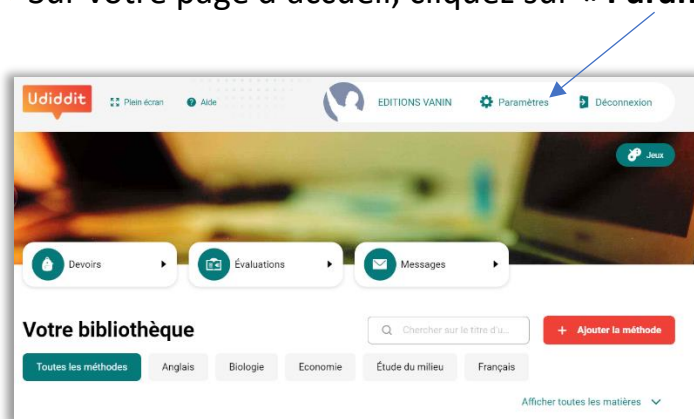 Sur votre page d'accueil, cliquez sur «
Udiddit Plein écran Aide EDITIONS VANIN Paramètres Déconnexion
Jeux
Devoirs Évaluations Messages
Votre bibliothèque Chercher sur le titre d'u... + Ajouter la méthode
Toutes les méthodes Anglais Biologie Economie Étude du milieu Français
Afficher toutes les matières